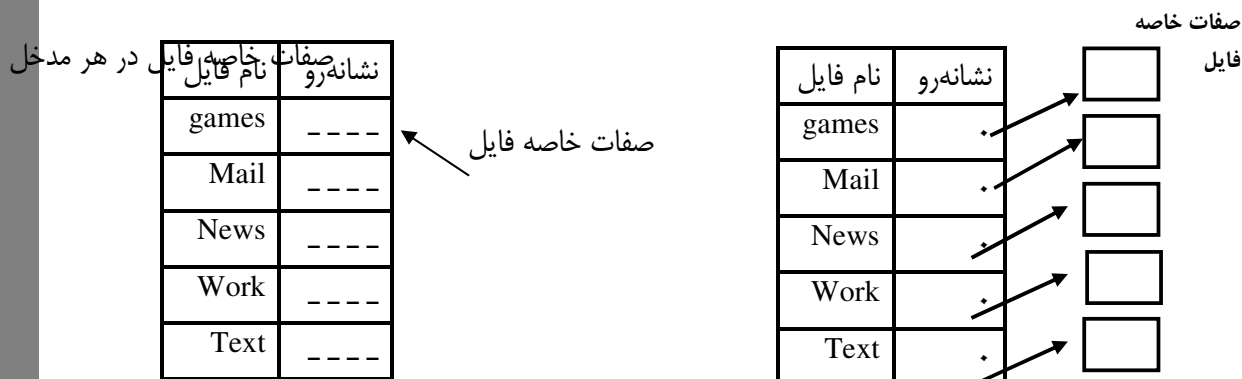 صفات خاصه
فایل
نشانه‌رو نام فایل
games .
Mail .
News .
Work .
Text .
صفات خاصه فایل در هر مدخل
نشانه‌رو نام فایل
games ----
Mail ----
News ----
Work ----
Text ----
صفات خاصه فایل